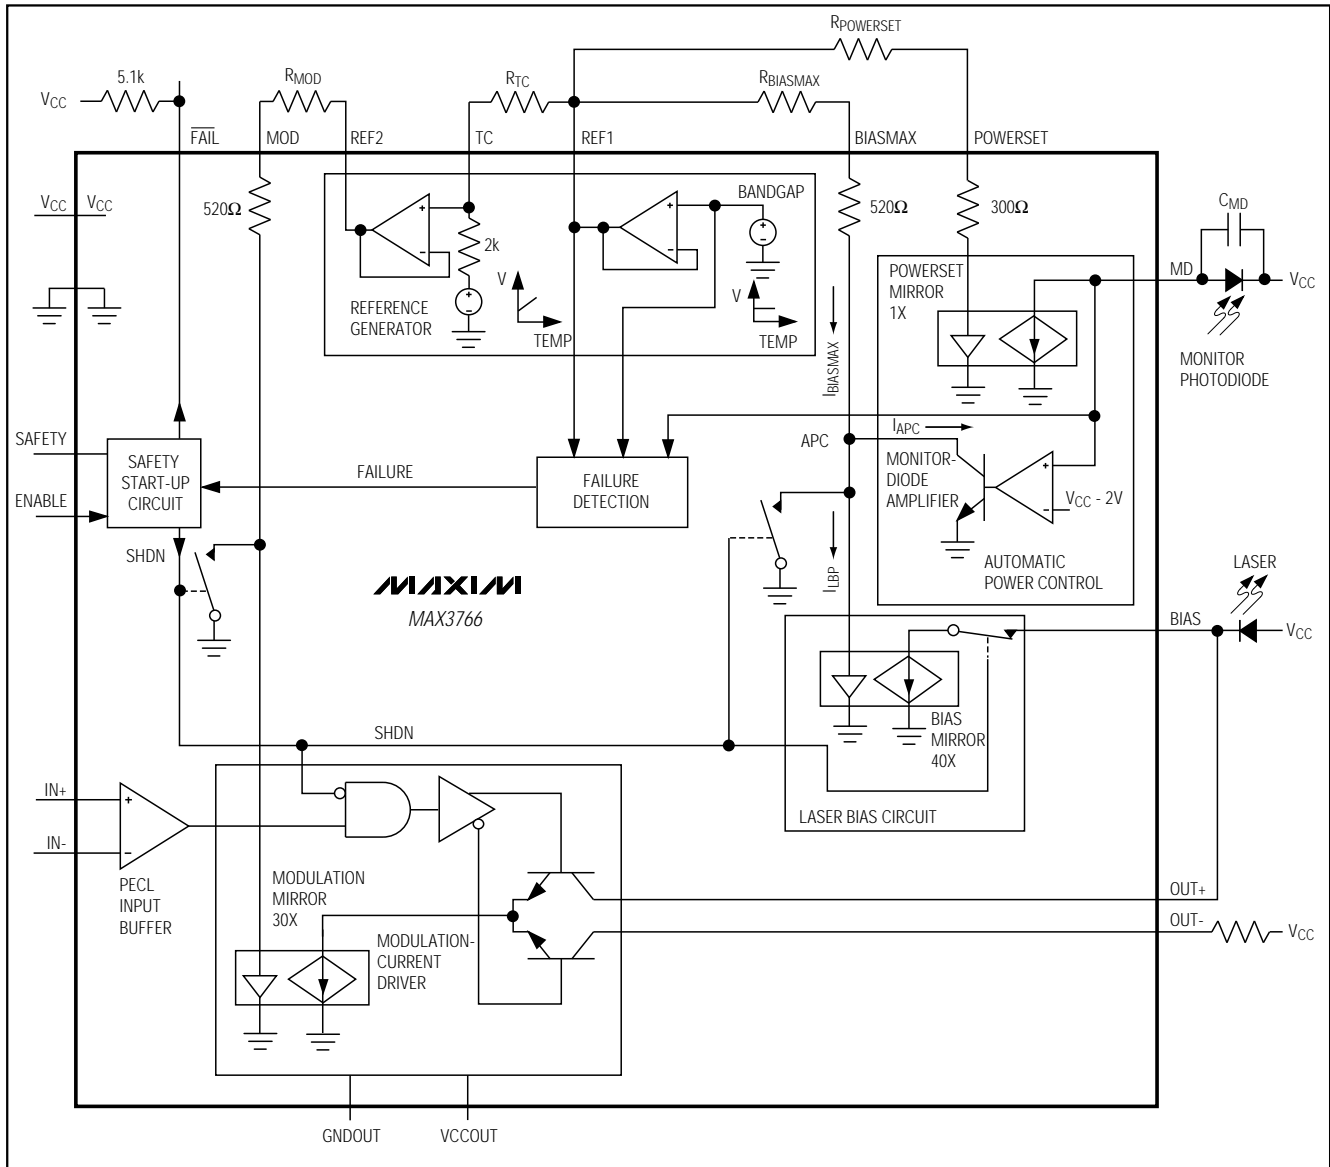 RPOWERSET
5.1k
RMOD
RTC
RBIASMAX
VCC
FAIL
MOD
REF2
TC
REF1
BIASMAX
POWERSET
VCC
VCC
520Ω
+
-
2k
+
-
REFERENCE
GENERATOR
V
TEMP
+
-
BANDGAP
+
-
V
TEMP
520Ω
300Ω
IBIASMAX
POWERSET
MIRROR
1X
MD
CMD
VCC
MONITOR
PHOTODIODE
SAFETY
ENABLE
SAFETY
START-UP
CIRCUIT
FAILURE
FAILURE
DETECTION
APC
IAPC
MONITOR-
DIODE
AMPLIFIER
+
-
VCC - 2V
AUTOMATIC
POWER CONTROL
SHDN
MAXIM
MAX3766
ILBP
LASER
BIAS
VCC
BIAS
MIRROR
40X
LASER BIAS CIRCUIT
SHDN
IN+
IN-
+
-
PECL
INPUT
BUFFER
MODULATION
MIRROR
30X
MODULATION-
CURRENT
DRIVER
OUT+
OUT-
VCC
GNDOUT
VCCOUT